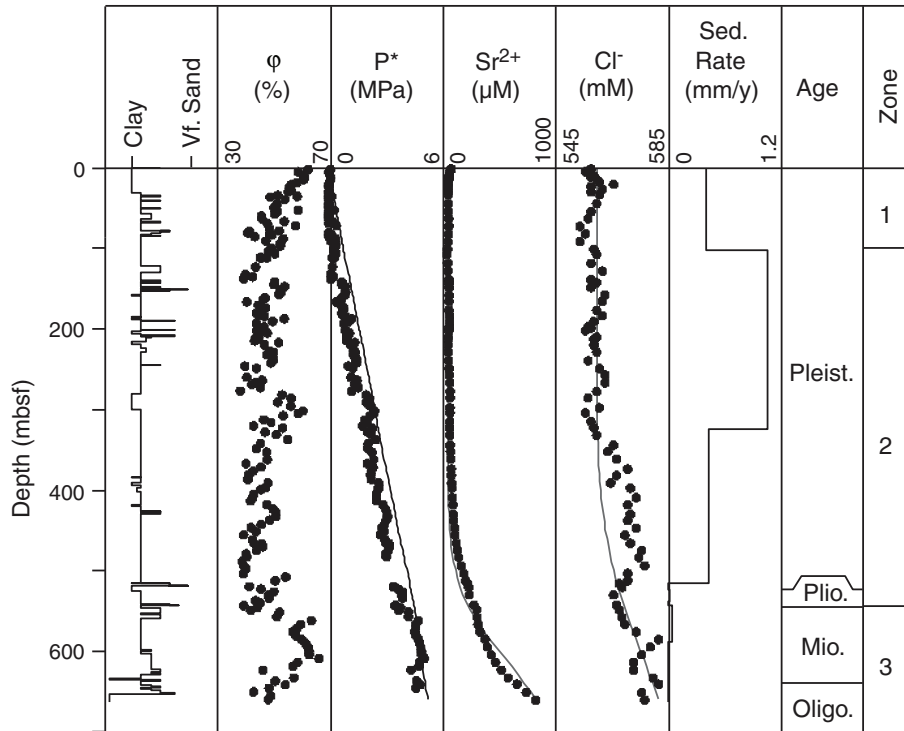 Clay
Vf. Sand
φ
(%)
P*
(MPa)
Sr²⁺
(µM)
Cl⁻
(mM)
Sed.
Rate
(mm/y)
Age
Zone
30
70
0
6
0
1000
545
585
0
1.2
0
200
400
600
Depth (mbsf)
Pleist.
Plio.
Mio.
Oligo.
1
2
3